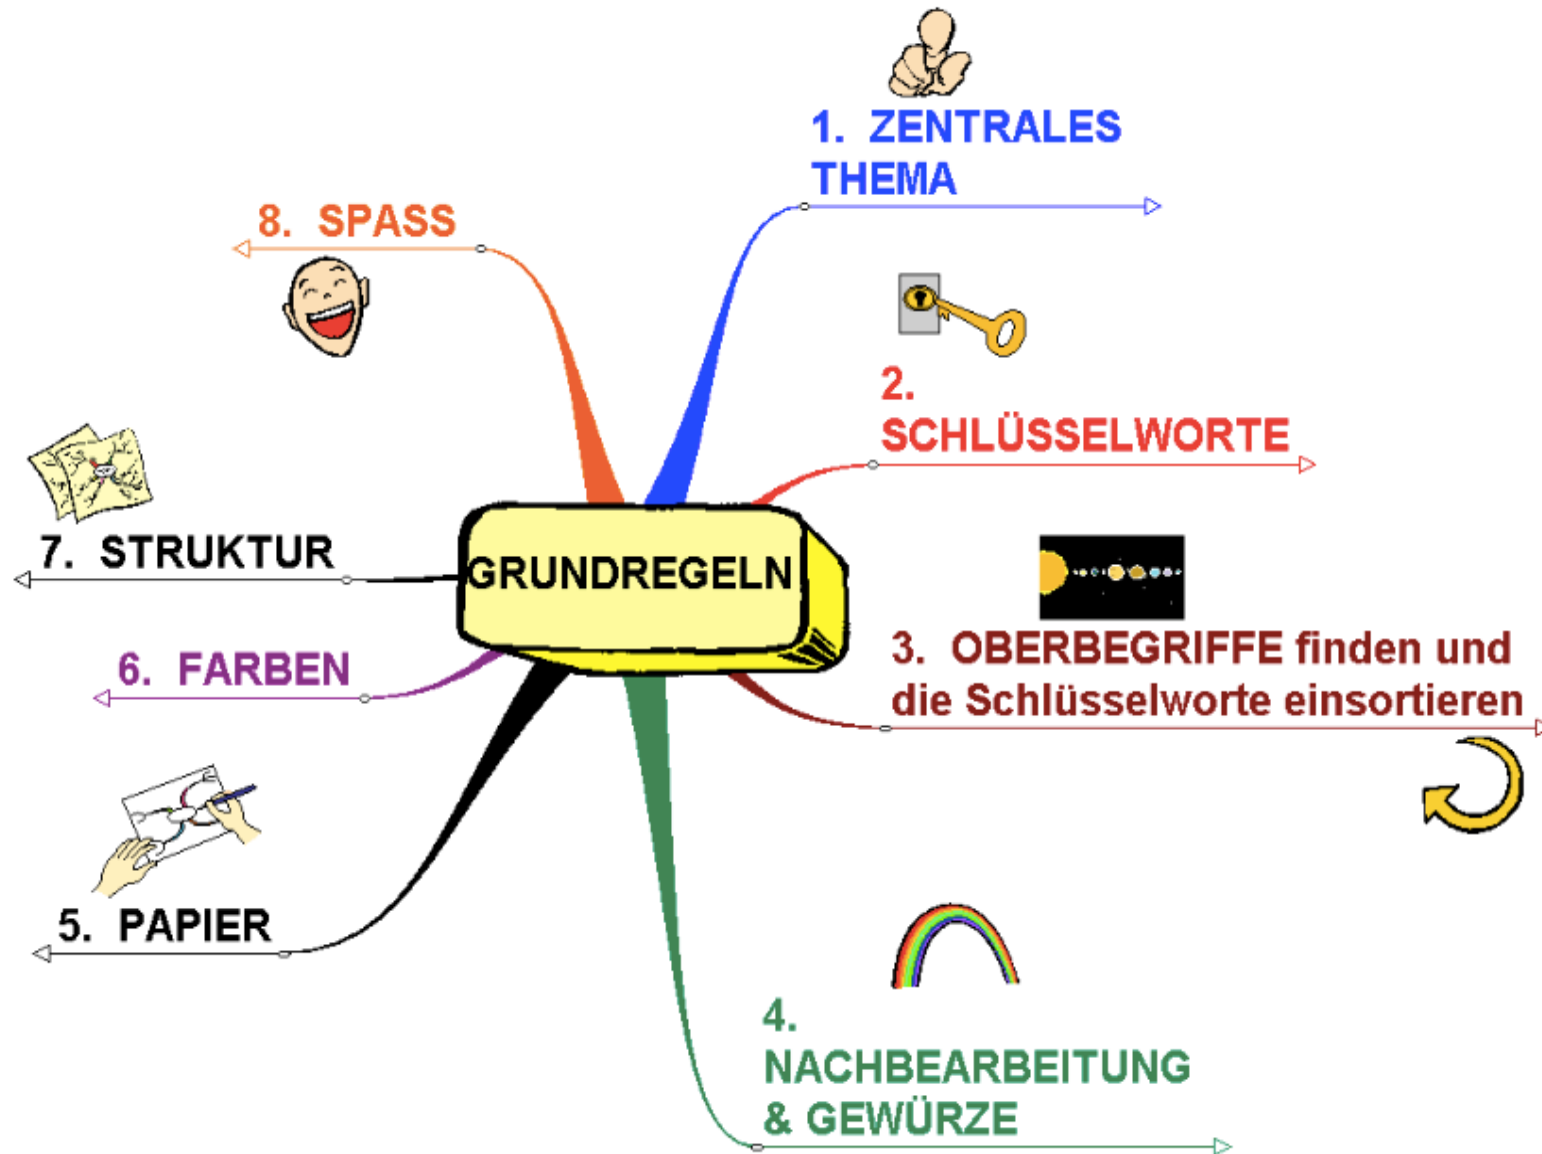 GRUNDREGELN
1. ZENTRALES
THEMA
2.
SCHLÜSSELWORTE
3. OBERBEGRIFFE finden und
die Schlüsselworte einsortieren
4.
NACHBEARBEITUNG
& GEWÜRZE
5. PAPIER
6. FARBEN
7. STRUKTUR
8. SPASS